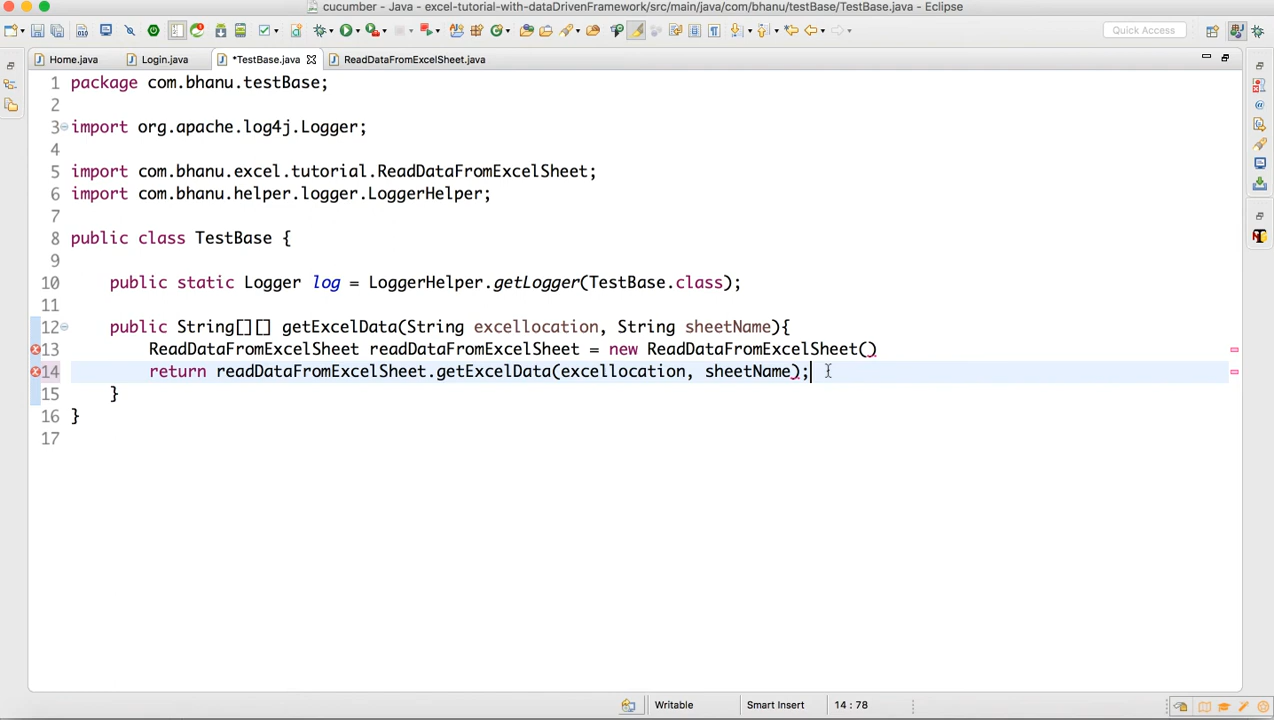 cucumber - Java - excel-tutorial-with-dataDrivenFramework/src/main/java/com/bhanu/testBase/TestBase.java - Eclipse
Quick Access
Home.java
Login.java
*TestBase.java
ReadDataFromExcelSheet.java
1 package com.bhanu.testBase;
2
3 import org.apache.log4j.Logger;
4
5 import com.bhanu.excel.tutorial.ReadDataFromExcelSheet;
6 import com.bhanu.helper.logger.LoggerHelper;
7
8 public class TestBase {
9
10 public static Logger log = LoggerHelper.getLogger(TestBase.class);
11
12 public String[][] getExcelData(String excellocation, String sheetName){
13 ReadDataFromExcelSheet readDataFromExcelSheet = new ReadDataFromExcelSheet()
14 return readDataFromExcelSheet.getExcelData(excellocation, sheetName);
15 }
16 }
17
Writable
Smart Insert
14 : 78